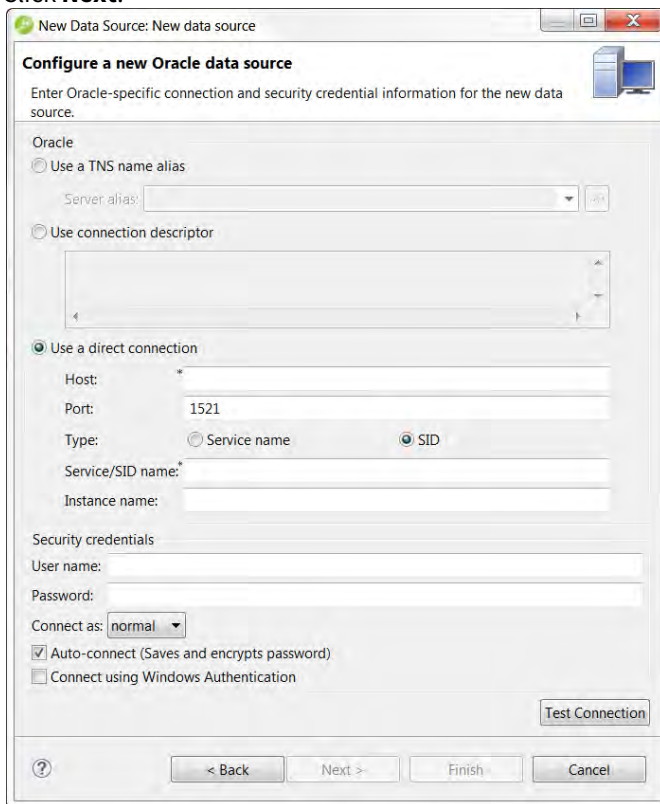 Click Next.
New Data Source: New data source
Configure a new Oracle data source
Enter Oracle-specific connection and security credential information for the new data
source.
Oracle
Use a TNS name alias
Server alias:
Use connection descriptor
Use a direct connection
Host: *
Port: 1521
Type: Service name SID
Service/SID name:*
Instance name:
Security credentials
User name:
Password:
Connect as: normal
Auto-connect (Saves and encrypts password)
Connect using Windows Authentication
Test Connection
< Back Next > Finish Cancel